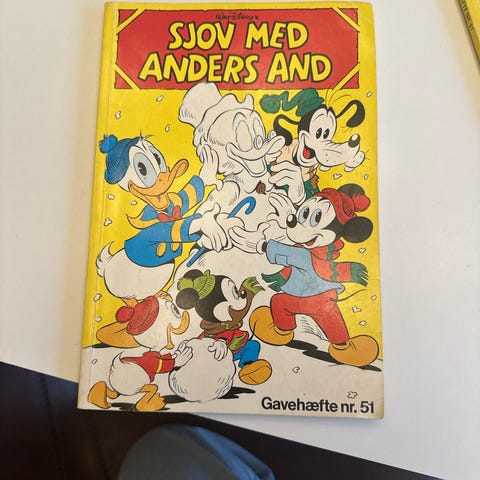 Walt Disney's
SJOV MED
ANDERS AND
Gavehæfte nr. 51